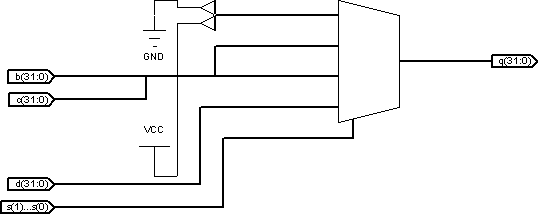 GND
q(31:0)
b(31:0)
c(31:0)
VCC
d(31:0)
s(1)...s(0)